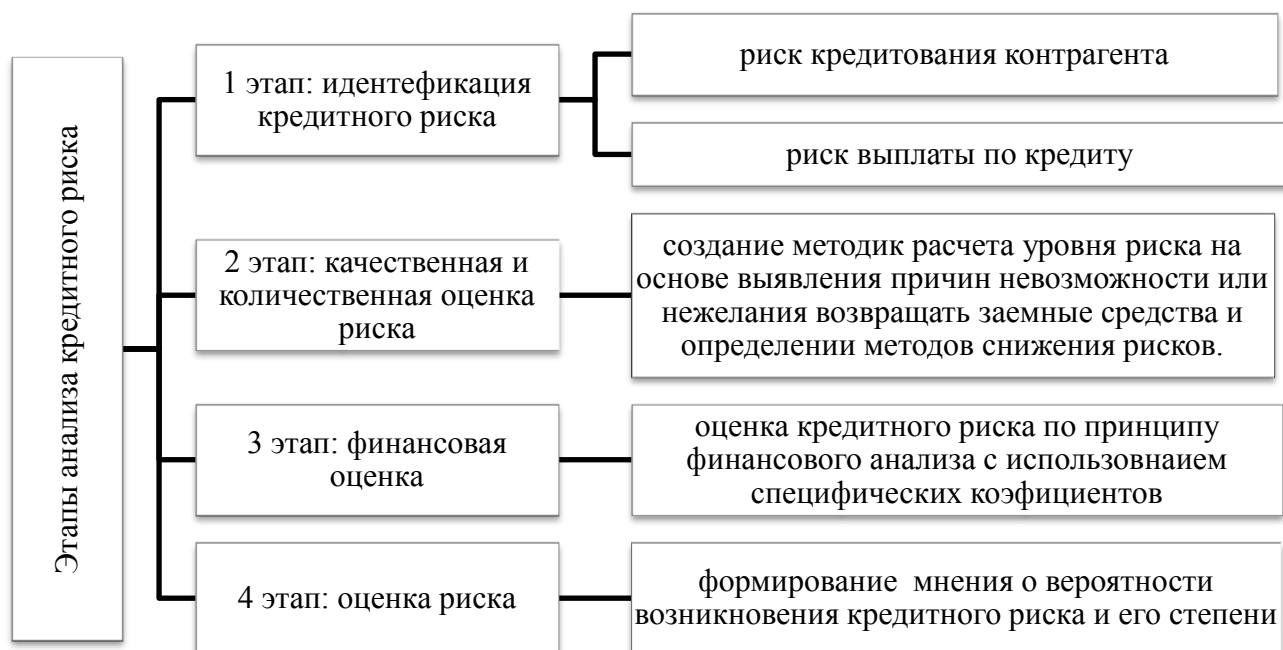 Этапы анализа кредитного риска
1 этап: идентефикация
кредитного риска
риск кредитования контрагента
риск выплаты по кредиту
2 этап: качественная и
количественная оценка
риска
создание методик расчета уровня риска на
основе выявления причин невозможности или
нежелания возвращать заемные средства и
определении методов снижения рисков.
3 этап: финансовая
оценка
оценка кредитного риска по принципу
финансового анализа с использовнаием
специфических коэфициентов
4 этап: оценка риска
формирование мнения о вероятности
возникновения кредитного риска и его степени